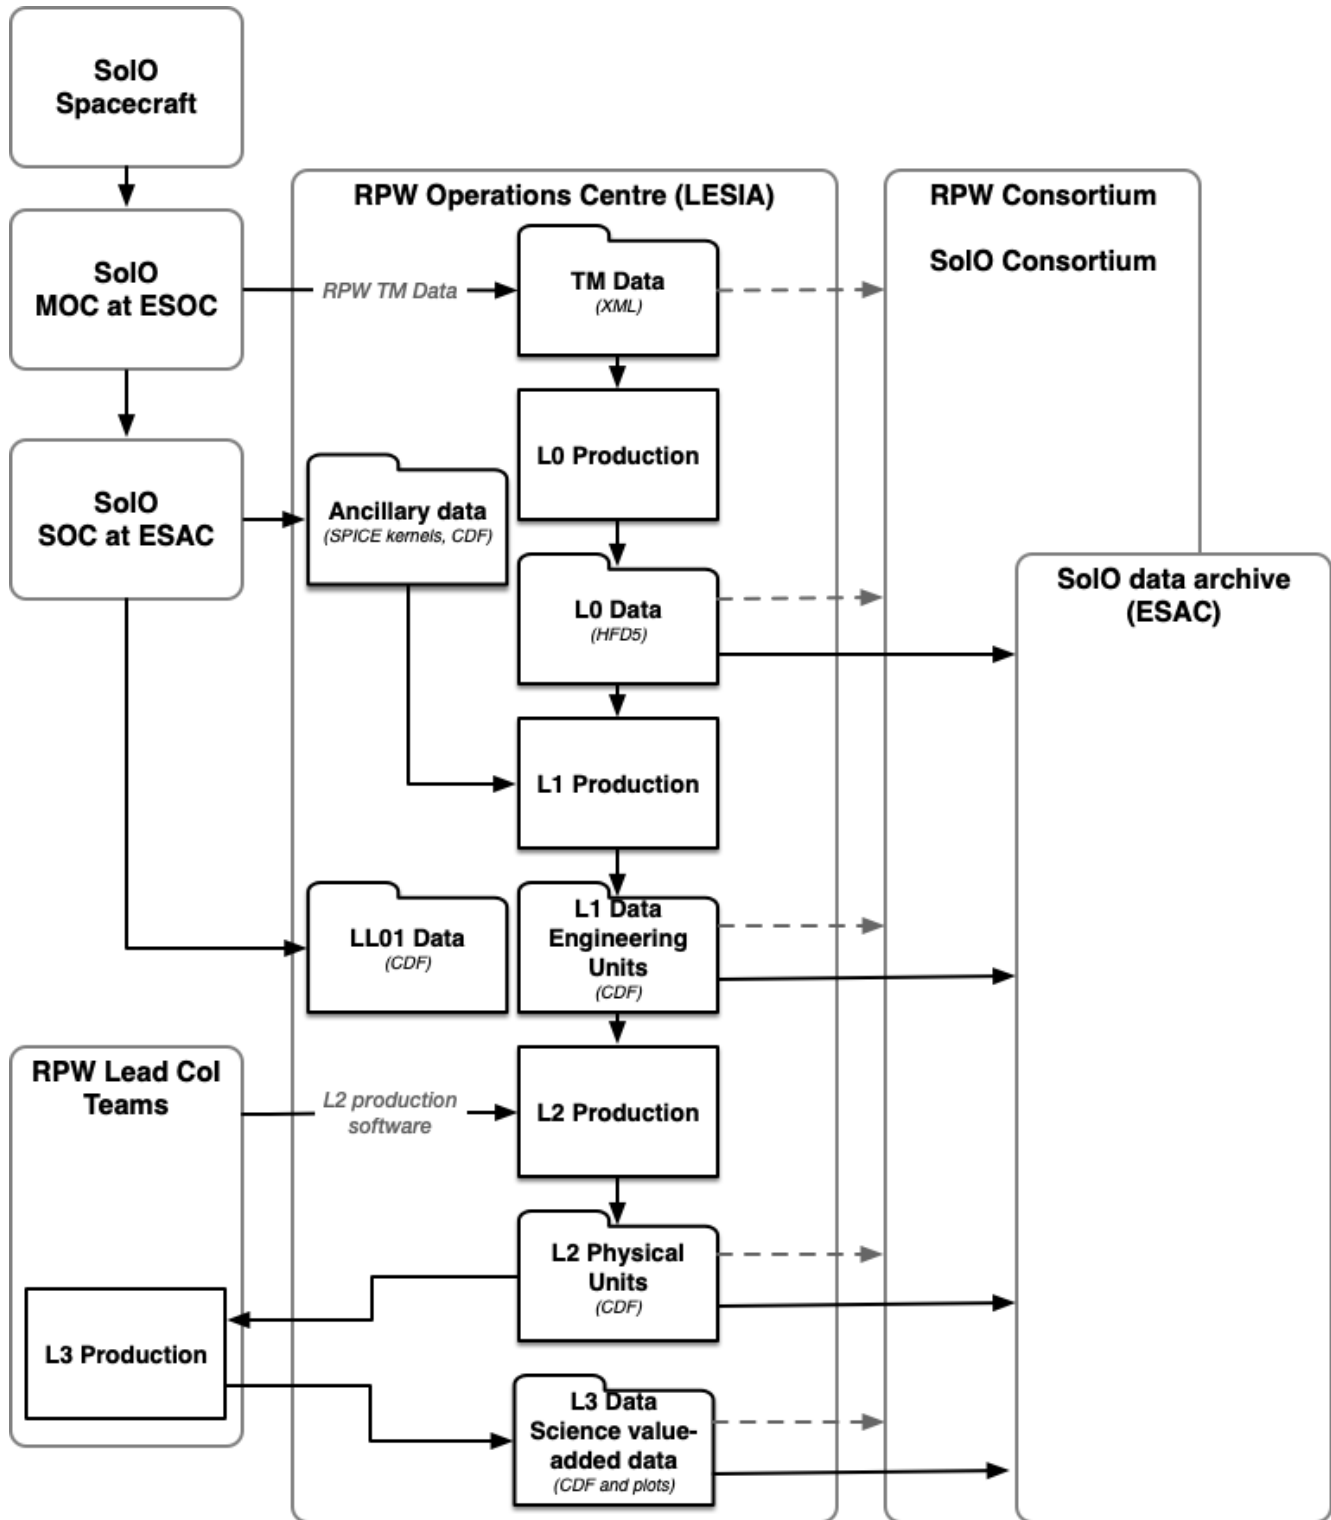 SolO
Spacecraft
SolO
MOC at ESOC
SolO
SOC at ESAC
RPW Operations Centre (LESIA)
RPW TM Data
TM Data
(XML)
L0 Production
Ancillary data
(SPICE kernels, CDF)
L0 Data
(HFD5)
L1 Production
LL01 Data
(CDF)
L1 Data
Engineering
Units
(CDF)
RPW Lead CoI
Teams
L2 production
software
L2 Production
L2 Physical
Units
(CDF)
L3 Production
L3 Data
Science value-
added data
(CDF and plots)
RPW Consortium
SolO Consortium
SolO data archive
(ESAC)